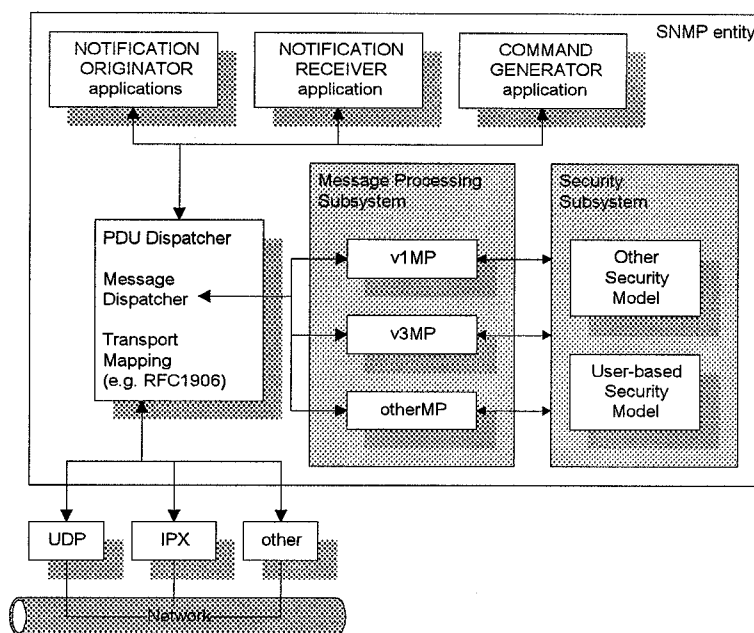 SNMP entity
NOTIFICATION
ORIGINATOR
applications
NOTIFICATION
RECEIVER
application
COMMAND
GENERATOR
application
Message Processing
Subsystem
Security
Subsystem
PDU Dispatcher
Message
Dispatcher
Transport
Mapping
(e.g. RFC1906)
v1MP
v3MP
otherMP
Other
Security
Model
User-based
Security
Model
UDP
IPX
other
Network